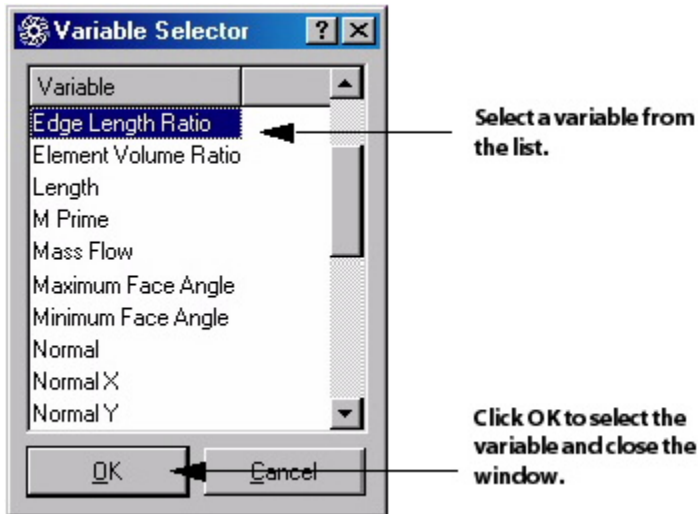 Variable Selector
Variable
Edge Length Ratio
Element Volume Ratio
Length
M Prime
Mass Flow
Maximum Face Angle
Minimum Face Angle
Normal
Normal X
Normal Y
OK
Cancel
Select a variable from
the list.
Click OK to select the
variable and close the
window.